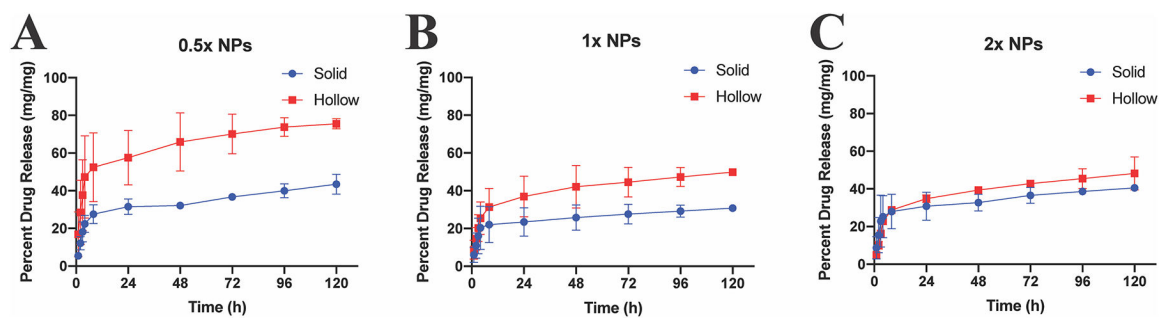 A
0.5x NPs
Percent Drug Release (mg/mg)
100
80
60
40
20
0
0 24 48 72 96 120
Time (h)
Solid
Hollow
B
1x NPs
Percent Drug Release (mg/mg)
100
80
60
40
20
0
0 24 48 72 96 120
Time (h)
Solid
Hollow
C
2x NPs
Percent Drug Release (mg/mg)
100
80
60
40
20
0
0 24 48 72 96 120
Time (h)
Solid
Hollow